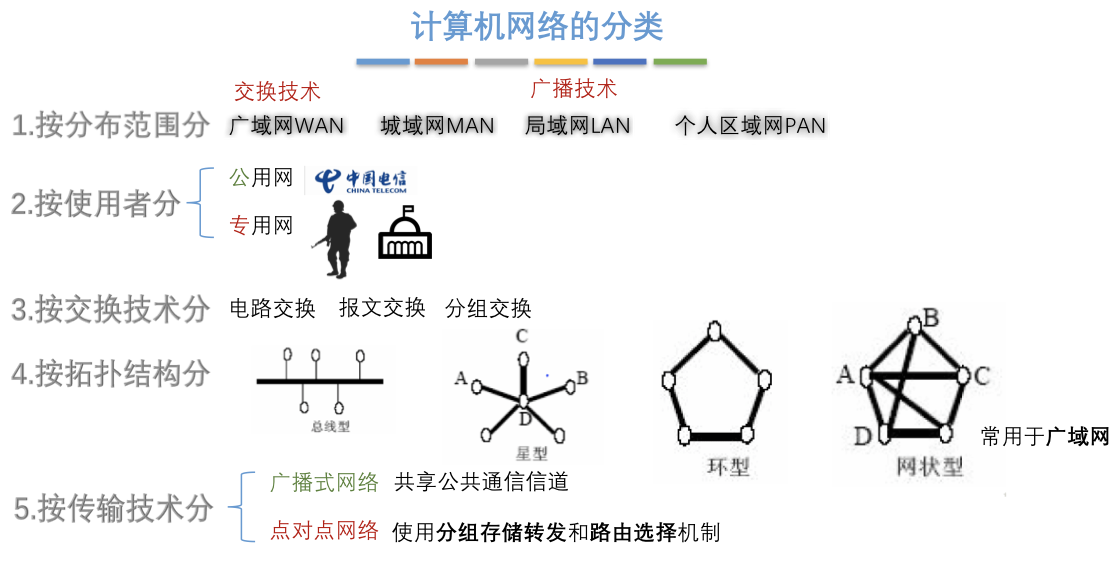 计算机网络的分类
交换技术 广播技术
1.按分布范围分 广域网WAN 城域网MAN 局域网LAN 个人区域网PAN
公用网 中国电信
CHINA TELECOM
2.按使用者分
专用网
3.按交换技术分 电路交换 报文交换 分组交换
4.按拓扑结构分
总线型
C
A B
D
星型
环型
B
A C
D
网状型
常用于广域网
5.按传输技术分
广播式网络 共享公共通信信道
点对点网络 使用分组存储转发和路由选择机制